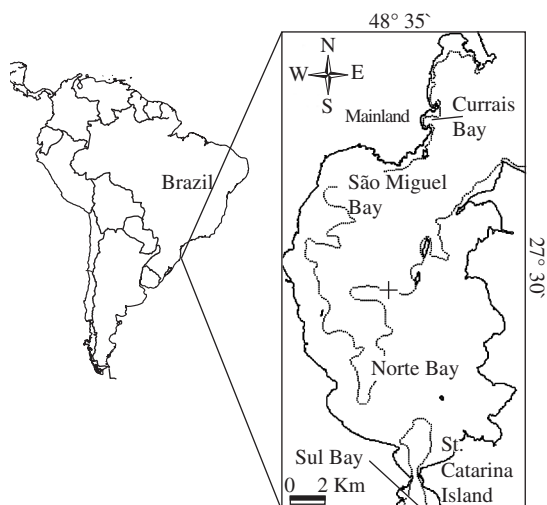 48° 35`
N
W E
S
Mainland
Currais
Bay
Brazil
São Miguel
Bay
27° 30`
Norte Bay
St.
Catarina
Island
Sul Bay
0 2 Km